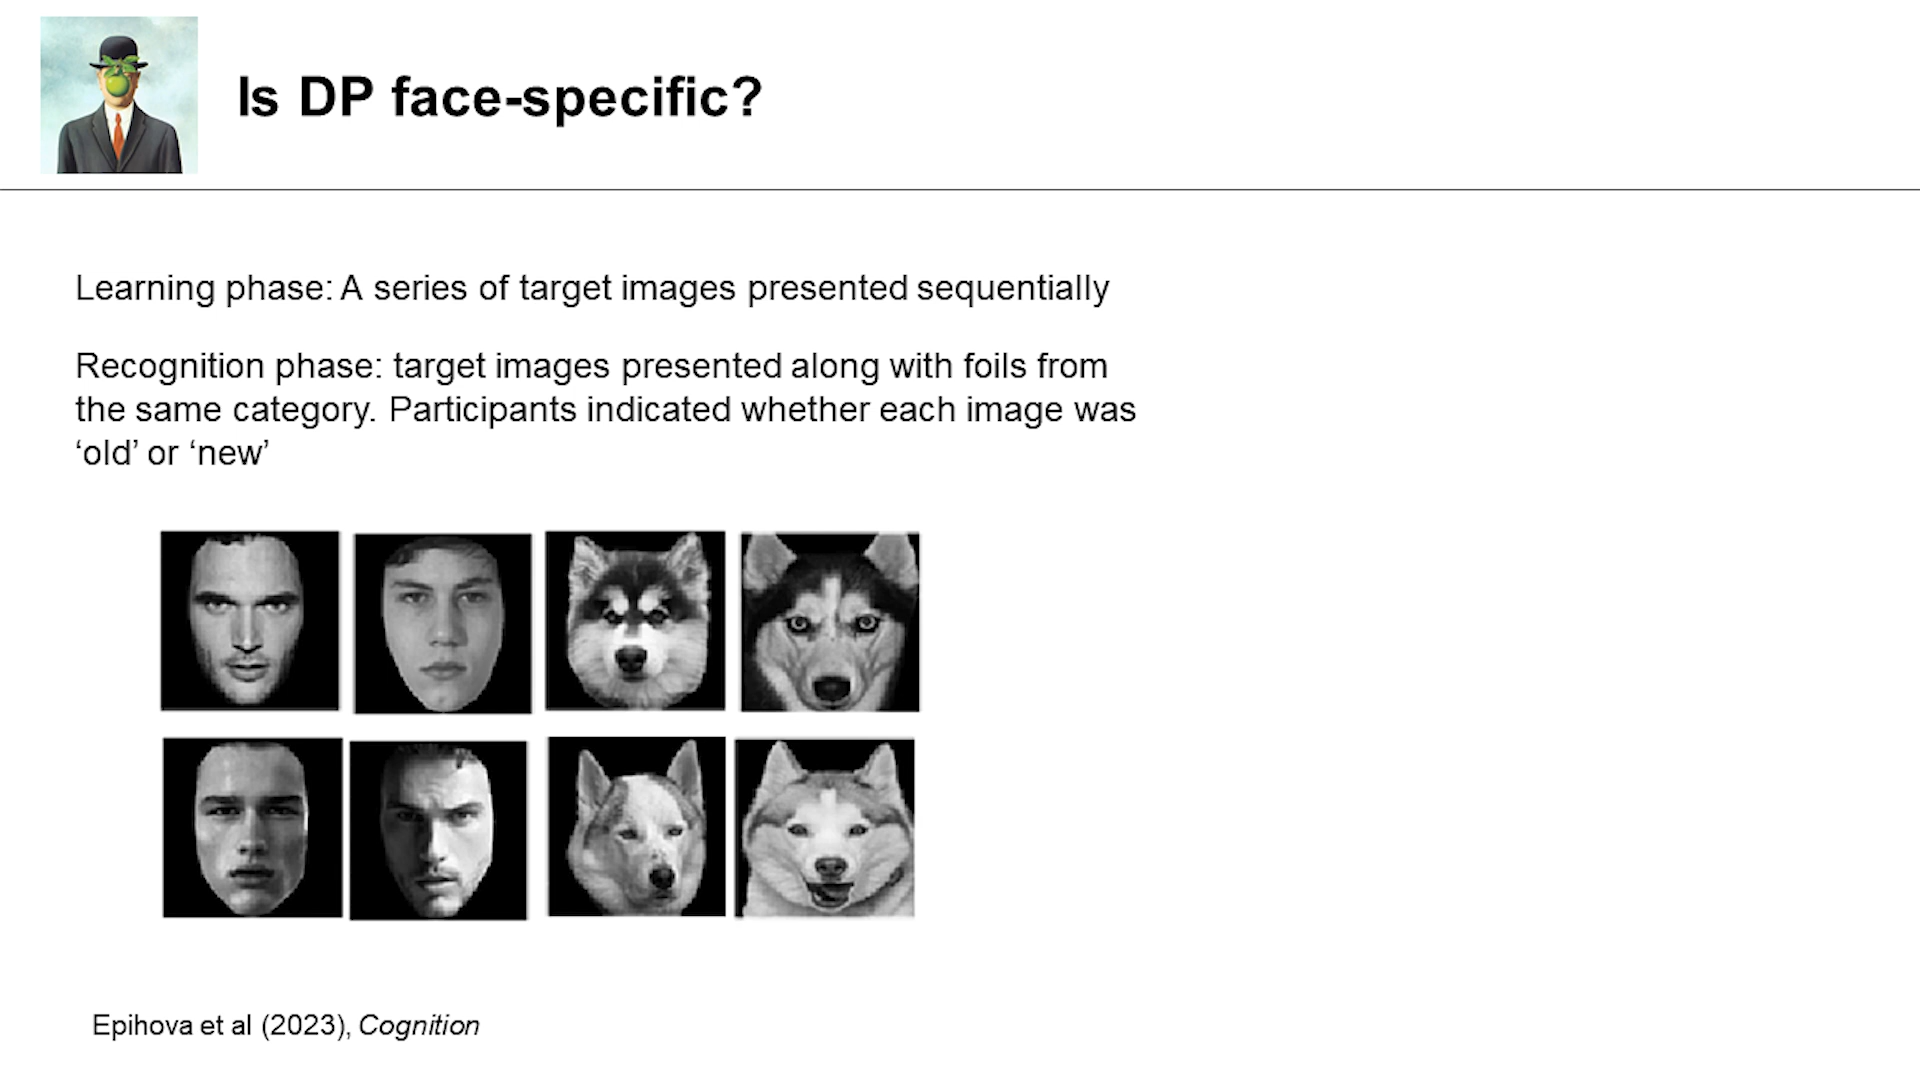 Is DP face-specific?
Learning phase: A series of target images presented sequentially
Recognition phase: target images presented along with foils from
the same category. Participants indicated whether each image was
‘old’ or ‘new’
Epihova et al (2023), Cognition